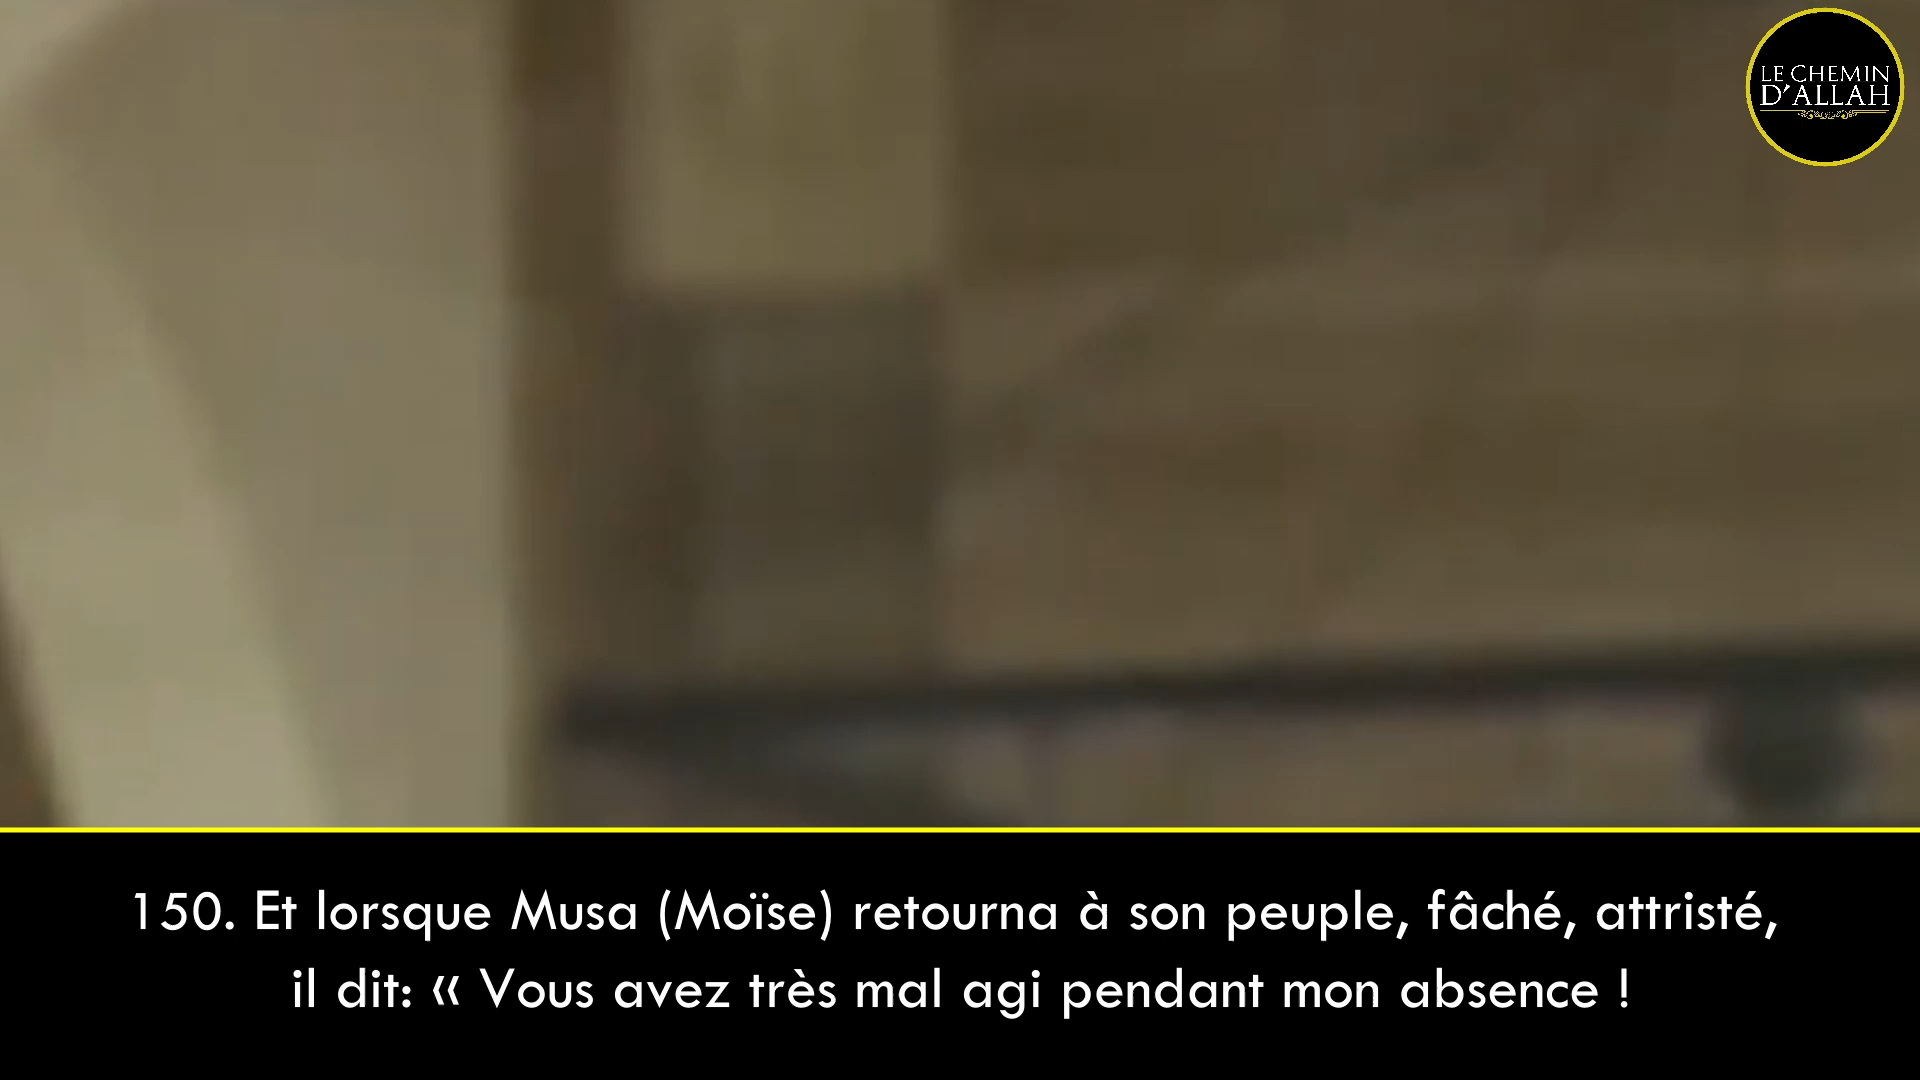 LE CHEMIN
D'ALLAH
150. Et lorsque Musa (Moïse) retourna à son peuple, fâché, attristé,
il dit: « Vous avez très mal agi pendant mon absence !